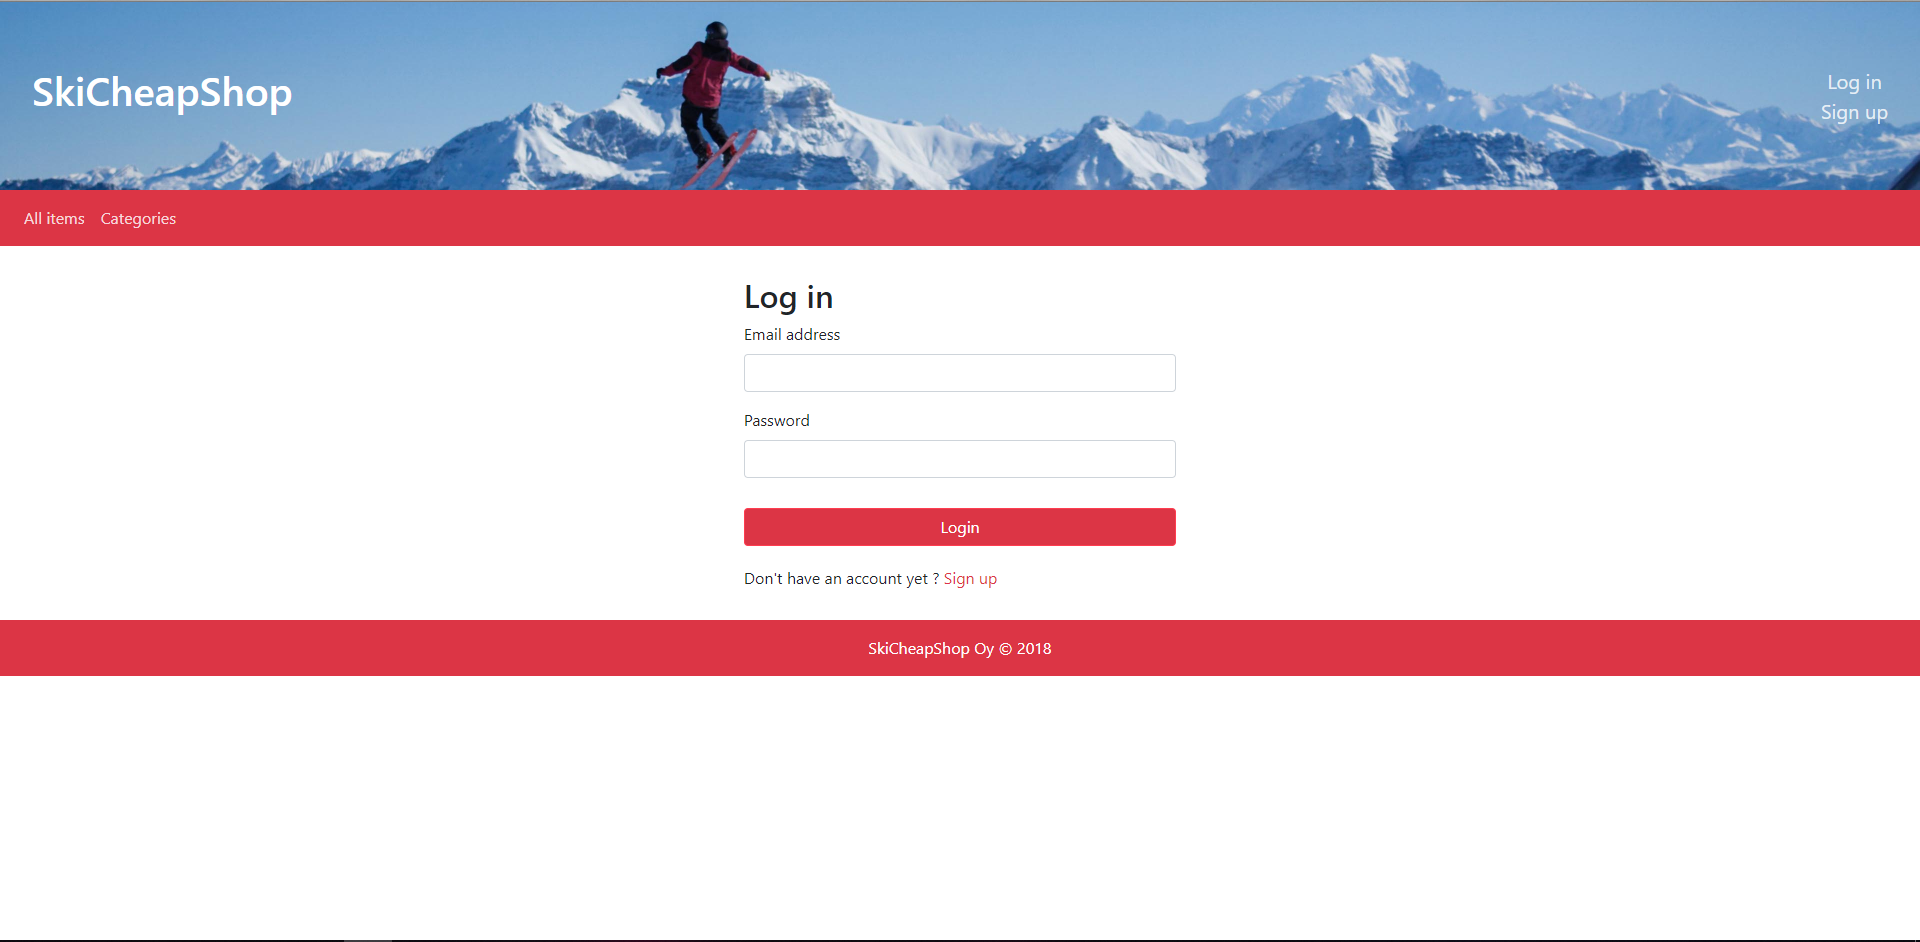 SkiCheapShop
Log in
Sign up
All items Categories
Log in
Email address
Password
Login
Don't have an account yet ? Sign up
SkiCheapShop Oy © 2018